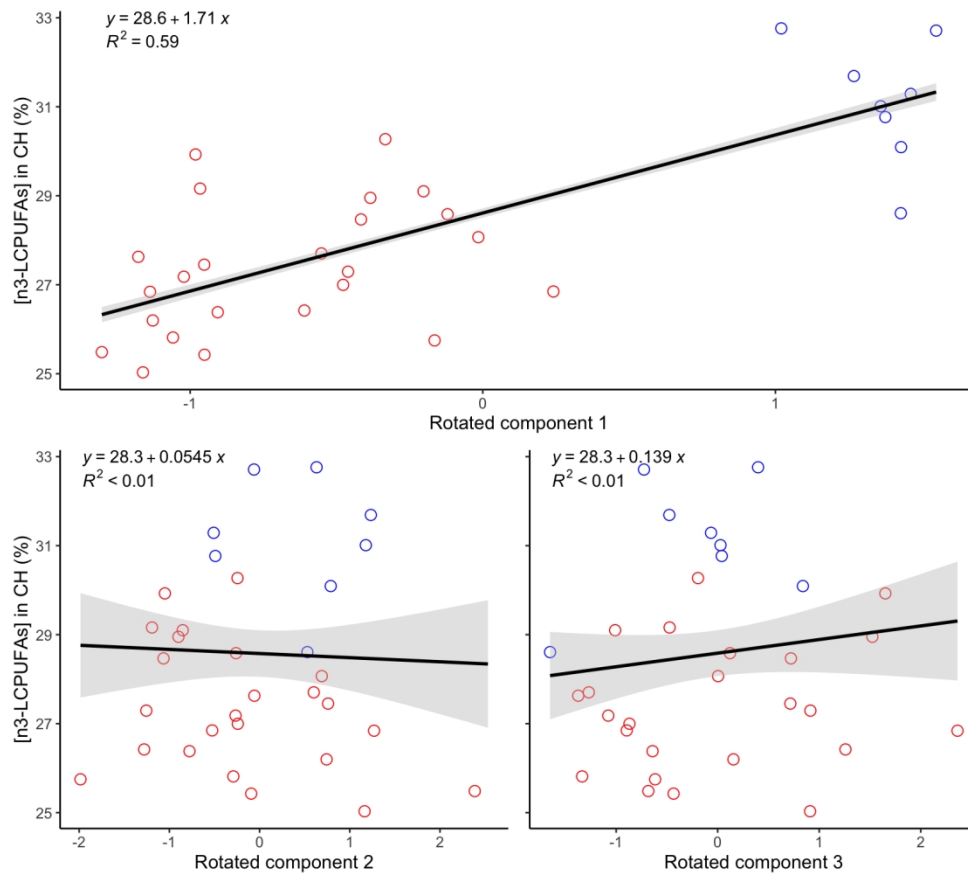 y = 28.6 + 1.71 x
R² = 0.59
33
31
29
27
25
[n3-LCPUFAs] in CH (%)
-1 0 1
Rotated component 1
y = 28.3 + 0.0545 x
R² < 0.01
y = 28.3 + 0.139 x
R² < 0.01
33
31
29
27
25
[n3-LCPUFAs] in CH (%)
-2 -1 0 1 2
-1 0 1 2
Rotated component 2
Rotated component 3